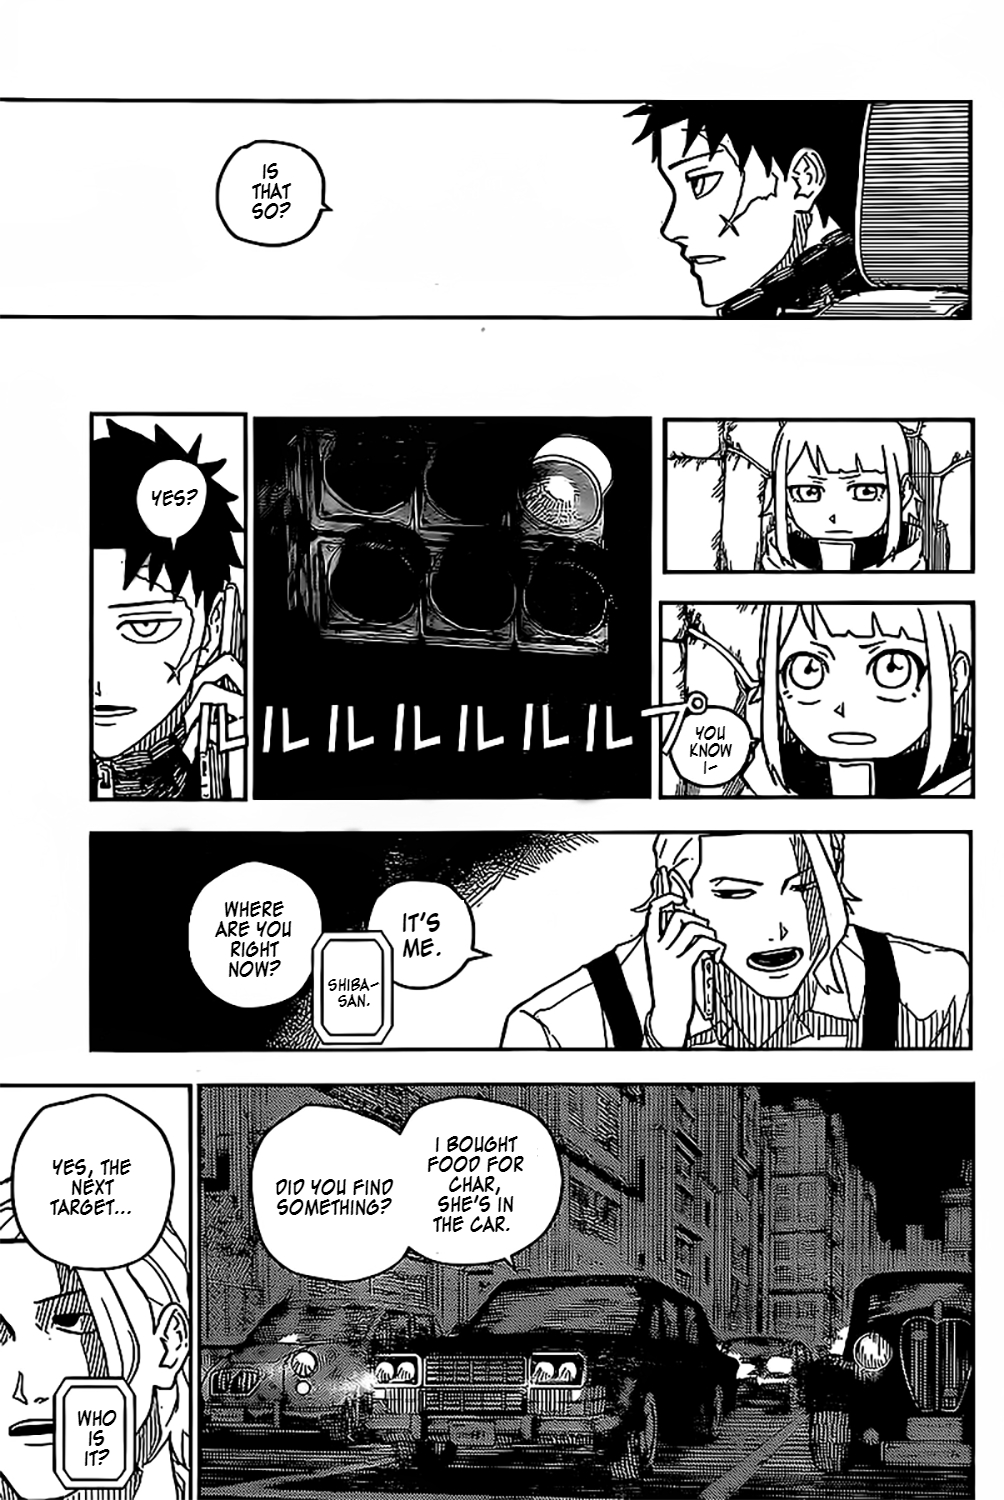 IS
THAT
SO?
YOU
KNOW
I-
プルルルルルル
YES?
IT'S
ME.
SHIBA-
SAN.
WHERE
ARE YOU
RIGHT
NOW?
I BOUGHT
FOOD FOR
CHAR,
SHE'S IN
THE CAR.
DID YOU FIND
SOMETHING?
YES, THE
NEXT
TARGET...
WHO
IS
IT?